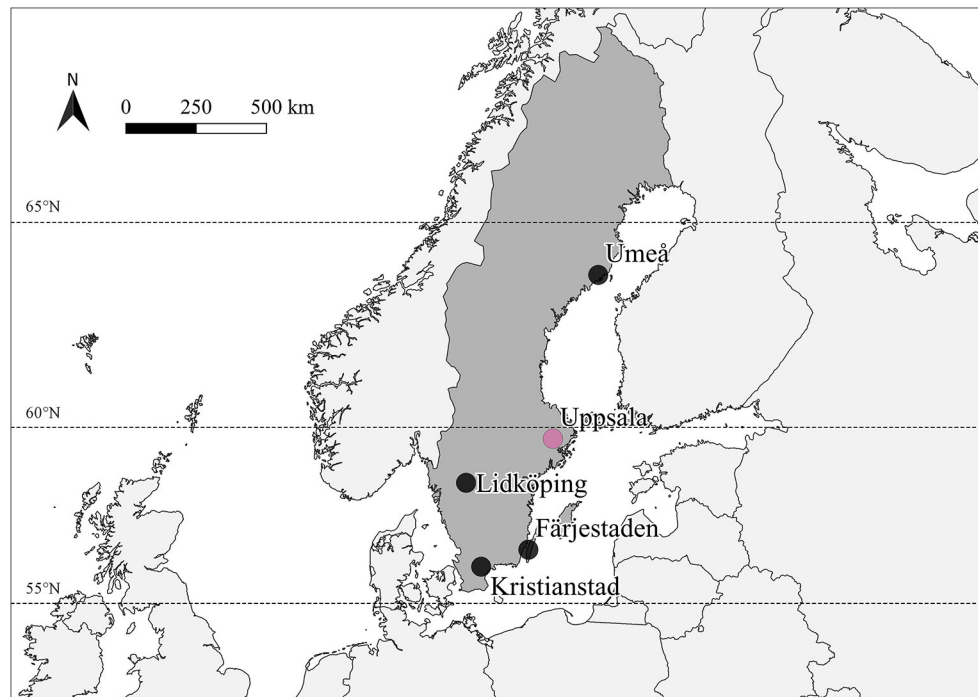 N
0 250 500 km
65°N
Umeå
60°N
Uppsala
Lidköping
Färjestaden
Kristianstad
55°N